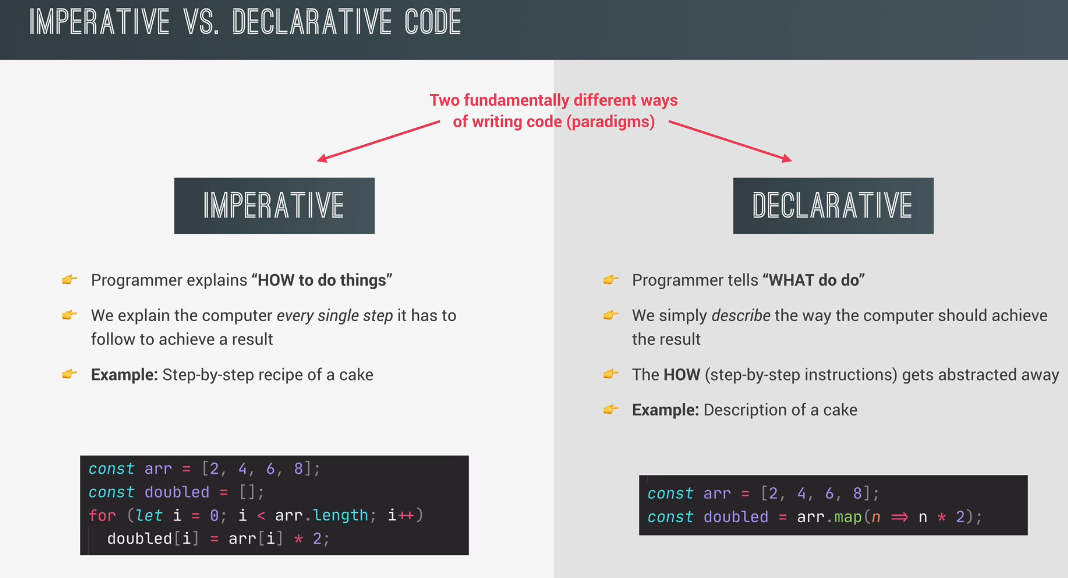 IMPERATIVE VS. DECLARATIVE CODE
Two fundamentally different ways
of writing code (paradigms)
IMPERATIVE
👉 Programmer explains “HOW to do things”
👉 We explain the computer every single step it has to
follow to achieve a result
👉 Example: Step-by-step recipe of a cake
const arr = [2, 4, 6, 8];
const doubled = [];
for (let i = 0; i < arr.length; i++)
doubled[i] = arr[i] * 2;
DECLARATIVE
👉 Programmer tells “WHAT do do”
👉 We simply describe the way the computer should achieve
the result
👉 The HOW (step-by-step instructions) gets abstracted away
👉 Example: Description of a cake
const arr = [2, 4, 6, 8];
const doubled = arr.map(n => n * 2);